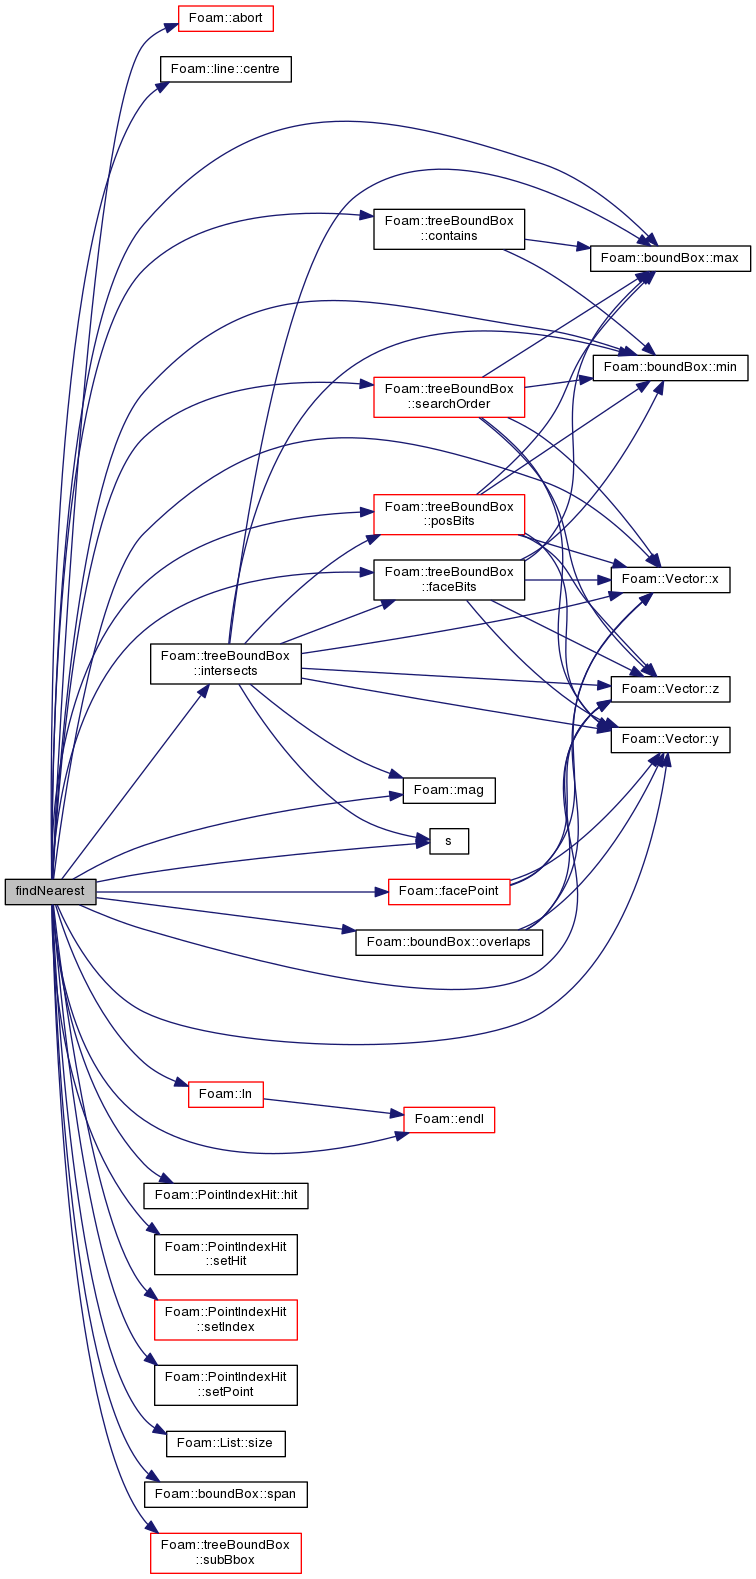 Foam::abort
Foam::line::centre
Foam::treeBoundBox
::contains
Foam::boundBox::max
Foam::boundBox::min
Foam::treeBoundBox
::searchOrder
Foam::treeBoundBox
::posBits
Foam::treeBoundBox
::faceBits
Foam::Vector::x
Foam::treeBoundBox
::intersects
Foam::Vector::z
Foam::Vector::y
Foam::mag
s
findNearest
Foam::facePoint
Foam::boundBox::overlaps
Foam::ln
Foam::endl
Foam::PointIndexHit::hit
Foam::PointIndexHit
::setHit
Foam::PointIndexHit
::setIndex
Foam::PointIndexHit
::setPoint
Foam::List::size
Foam::boundBox::span
Foam::treeBoundBox
::subBbox